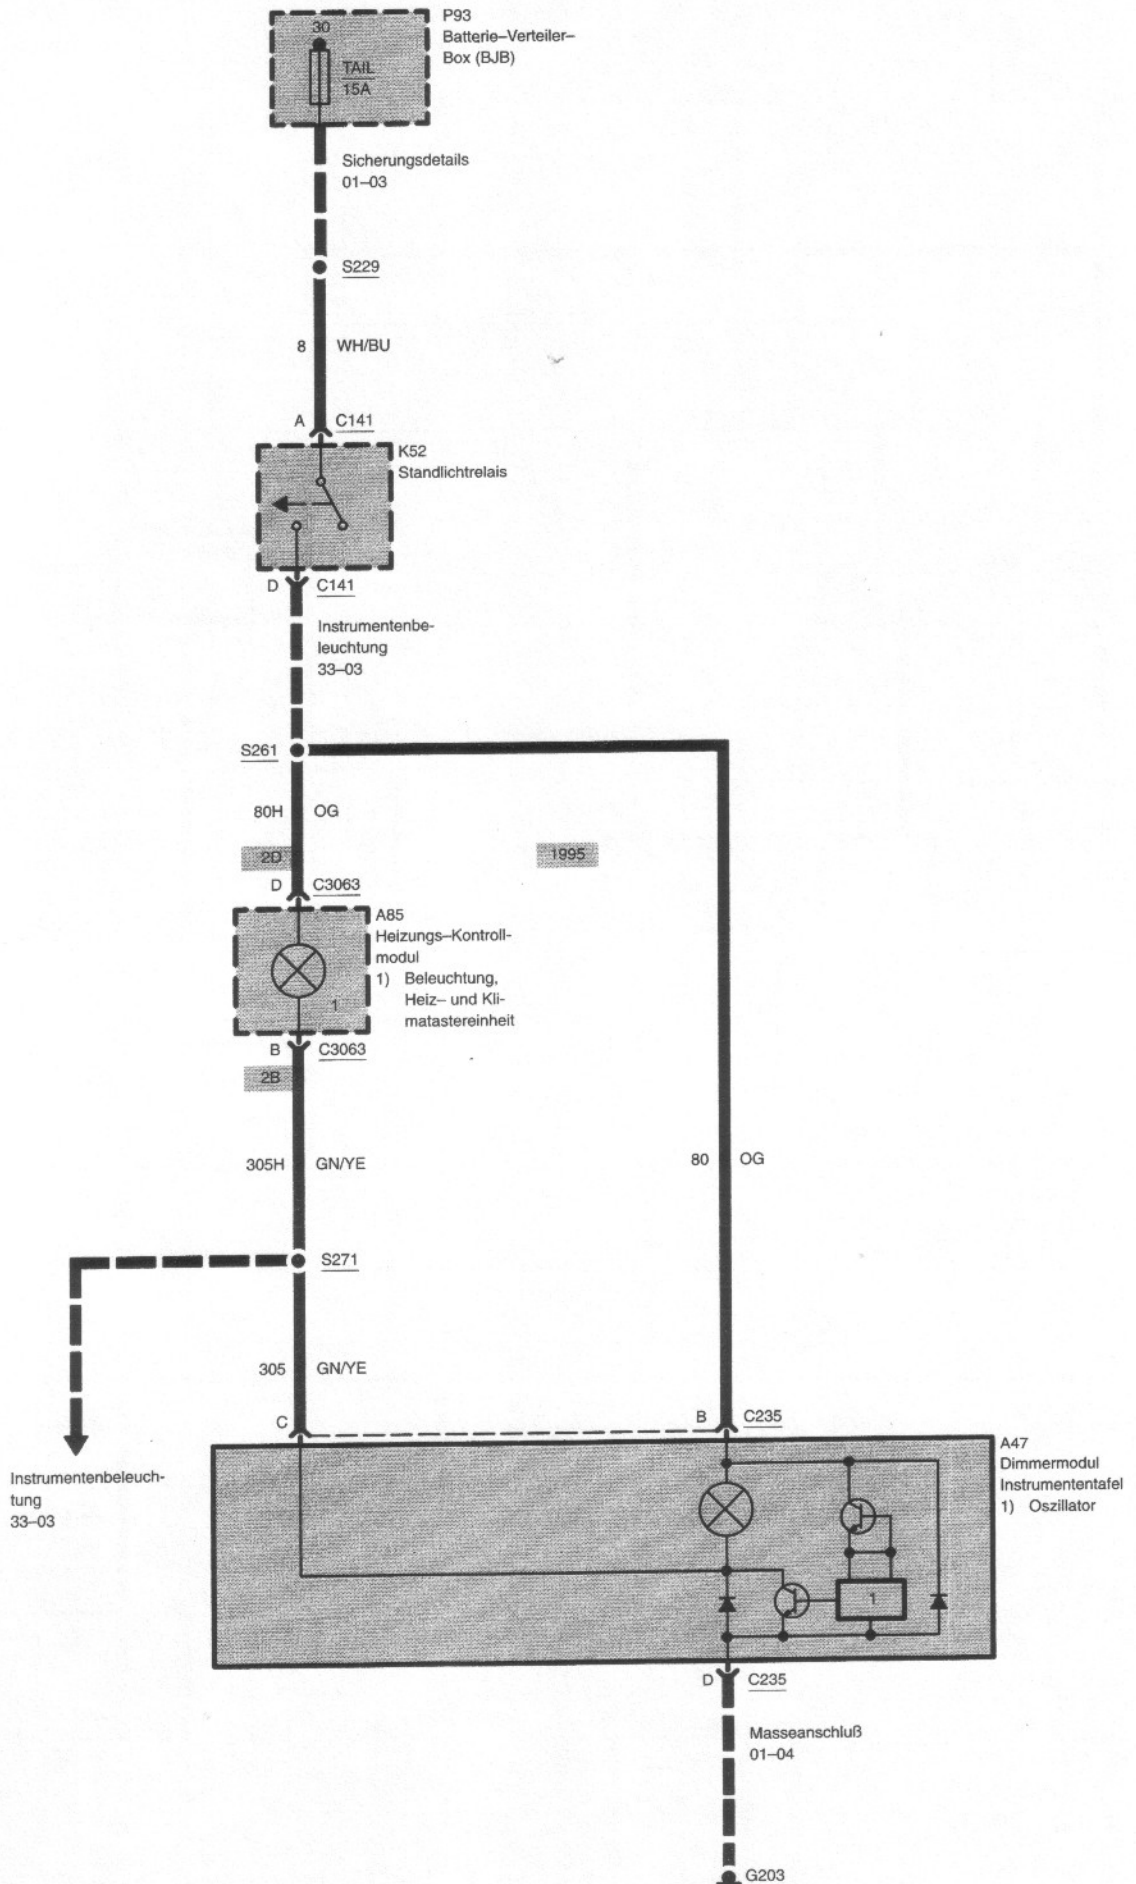 P93
Batterie–Verteiler–
Box (BJB)
30
TAIL
15A
Sicherungsdetails
01–03
S229
8 WH/BU
A C141
K52
Standlichtrelais
D C141
Instrumentenbe-
leuchtung
33–03
S261
80H OG
1995
2D
D C3063
A85
Heizungs–Kontroll-
modul
1) Beleuchtung,
Heiz– und Kli-
matastereinheit
1
B C3063
2B
305H GN/YE
80 OG
S271
305 GN/YE
C
B C235
A47
Dimmermodul
Instrumententafel
1) Oszillator
Instrumentenbeleuch-
tung
33–03
1
D C235
Masseanschluß
01–04
G203